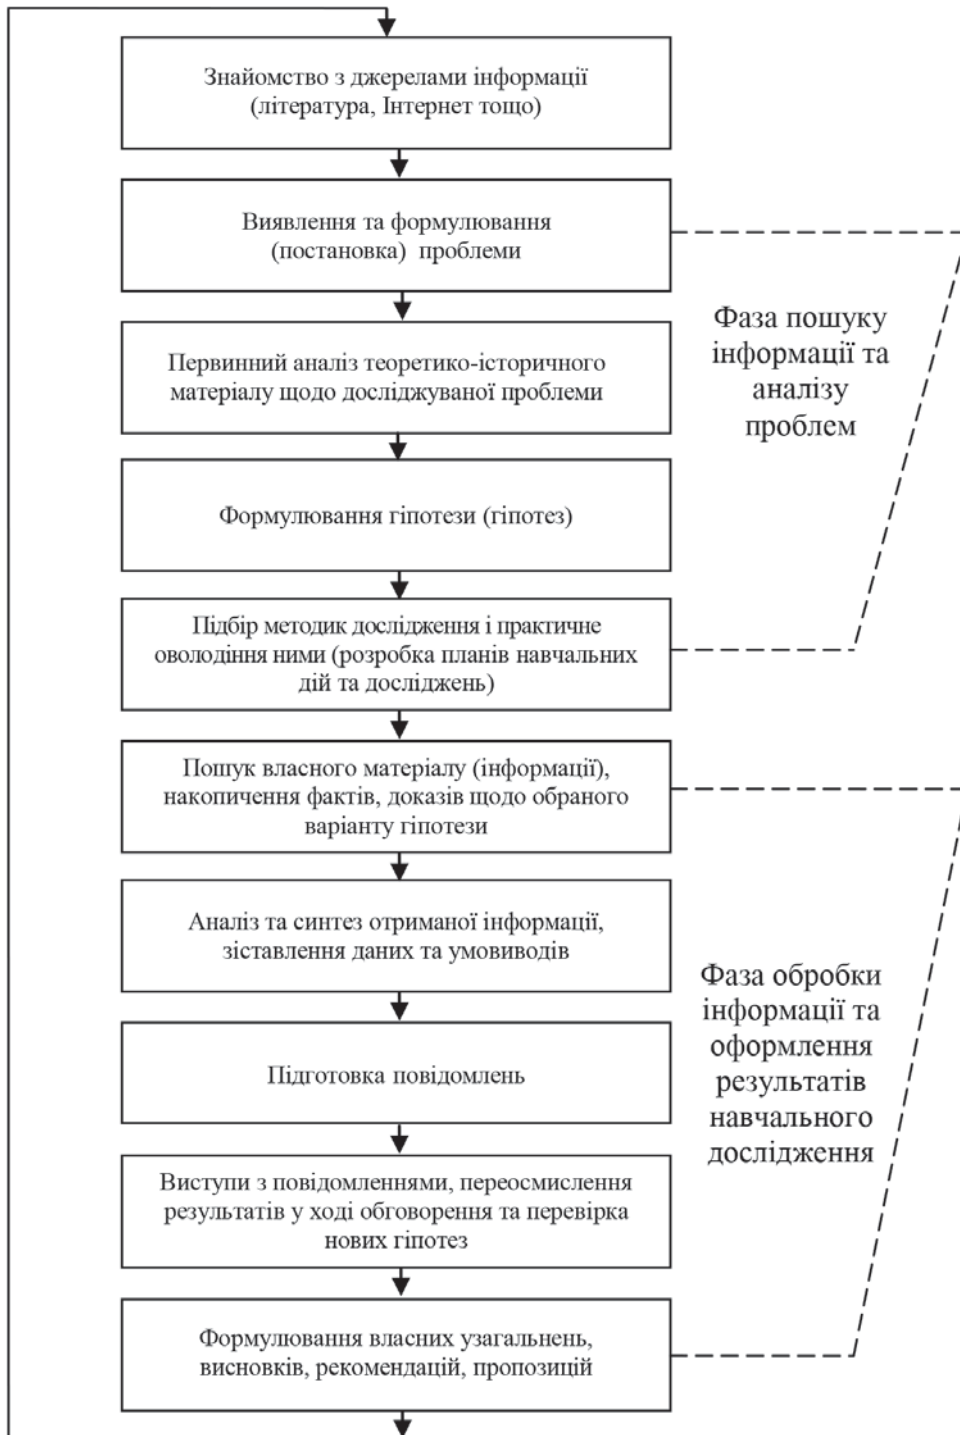 Знайомство з джерелами інформації
(література, Інтернет тощо)
Виявлення та формулювання
(постановка) проблеми
Первинний аналіз теоретико-історичного
матеріалу щодо досліджуваної проблеми
Формулювання гіпотези (гіпотез)
Підбір методик дослідження і практичне
оволодіння ними (розробка планів навчальних
дій та досліджень)
Фаза пошуку
інформації та
аналізу
проблем
Пошук власного матеріалу (інформації),
накопичення фактів, доказів щодо обраного
варіанту гіпотези
Аналіз та синтез отриманої інформації,
зіставлення даних та умовиводів
Підготовка повідомлень
Виступи з повідомленнями, переосмислення
результатів у ході обговорення та перевірка
нових гіпотез
Формулювання власних узагальнень,
висновків, рекомендацій, пропозицій
Фаза обробки
інформації та
оформлення
результатів
навчального
дослідження